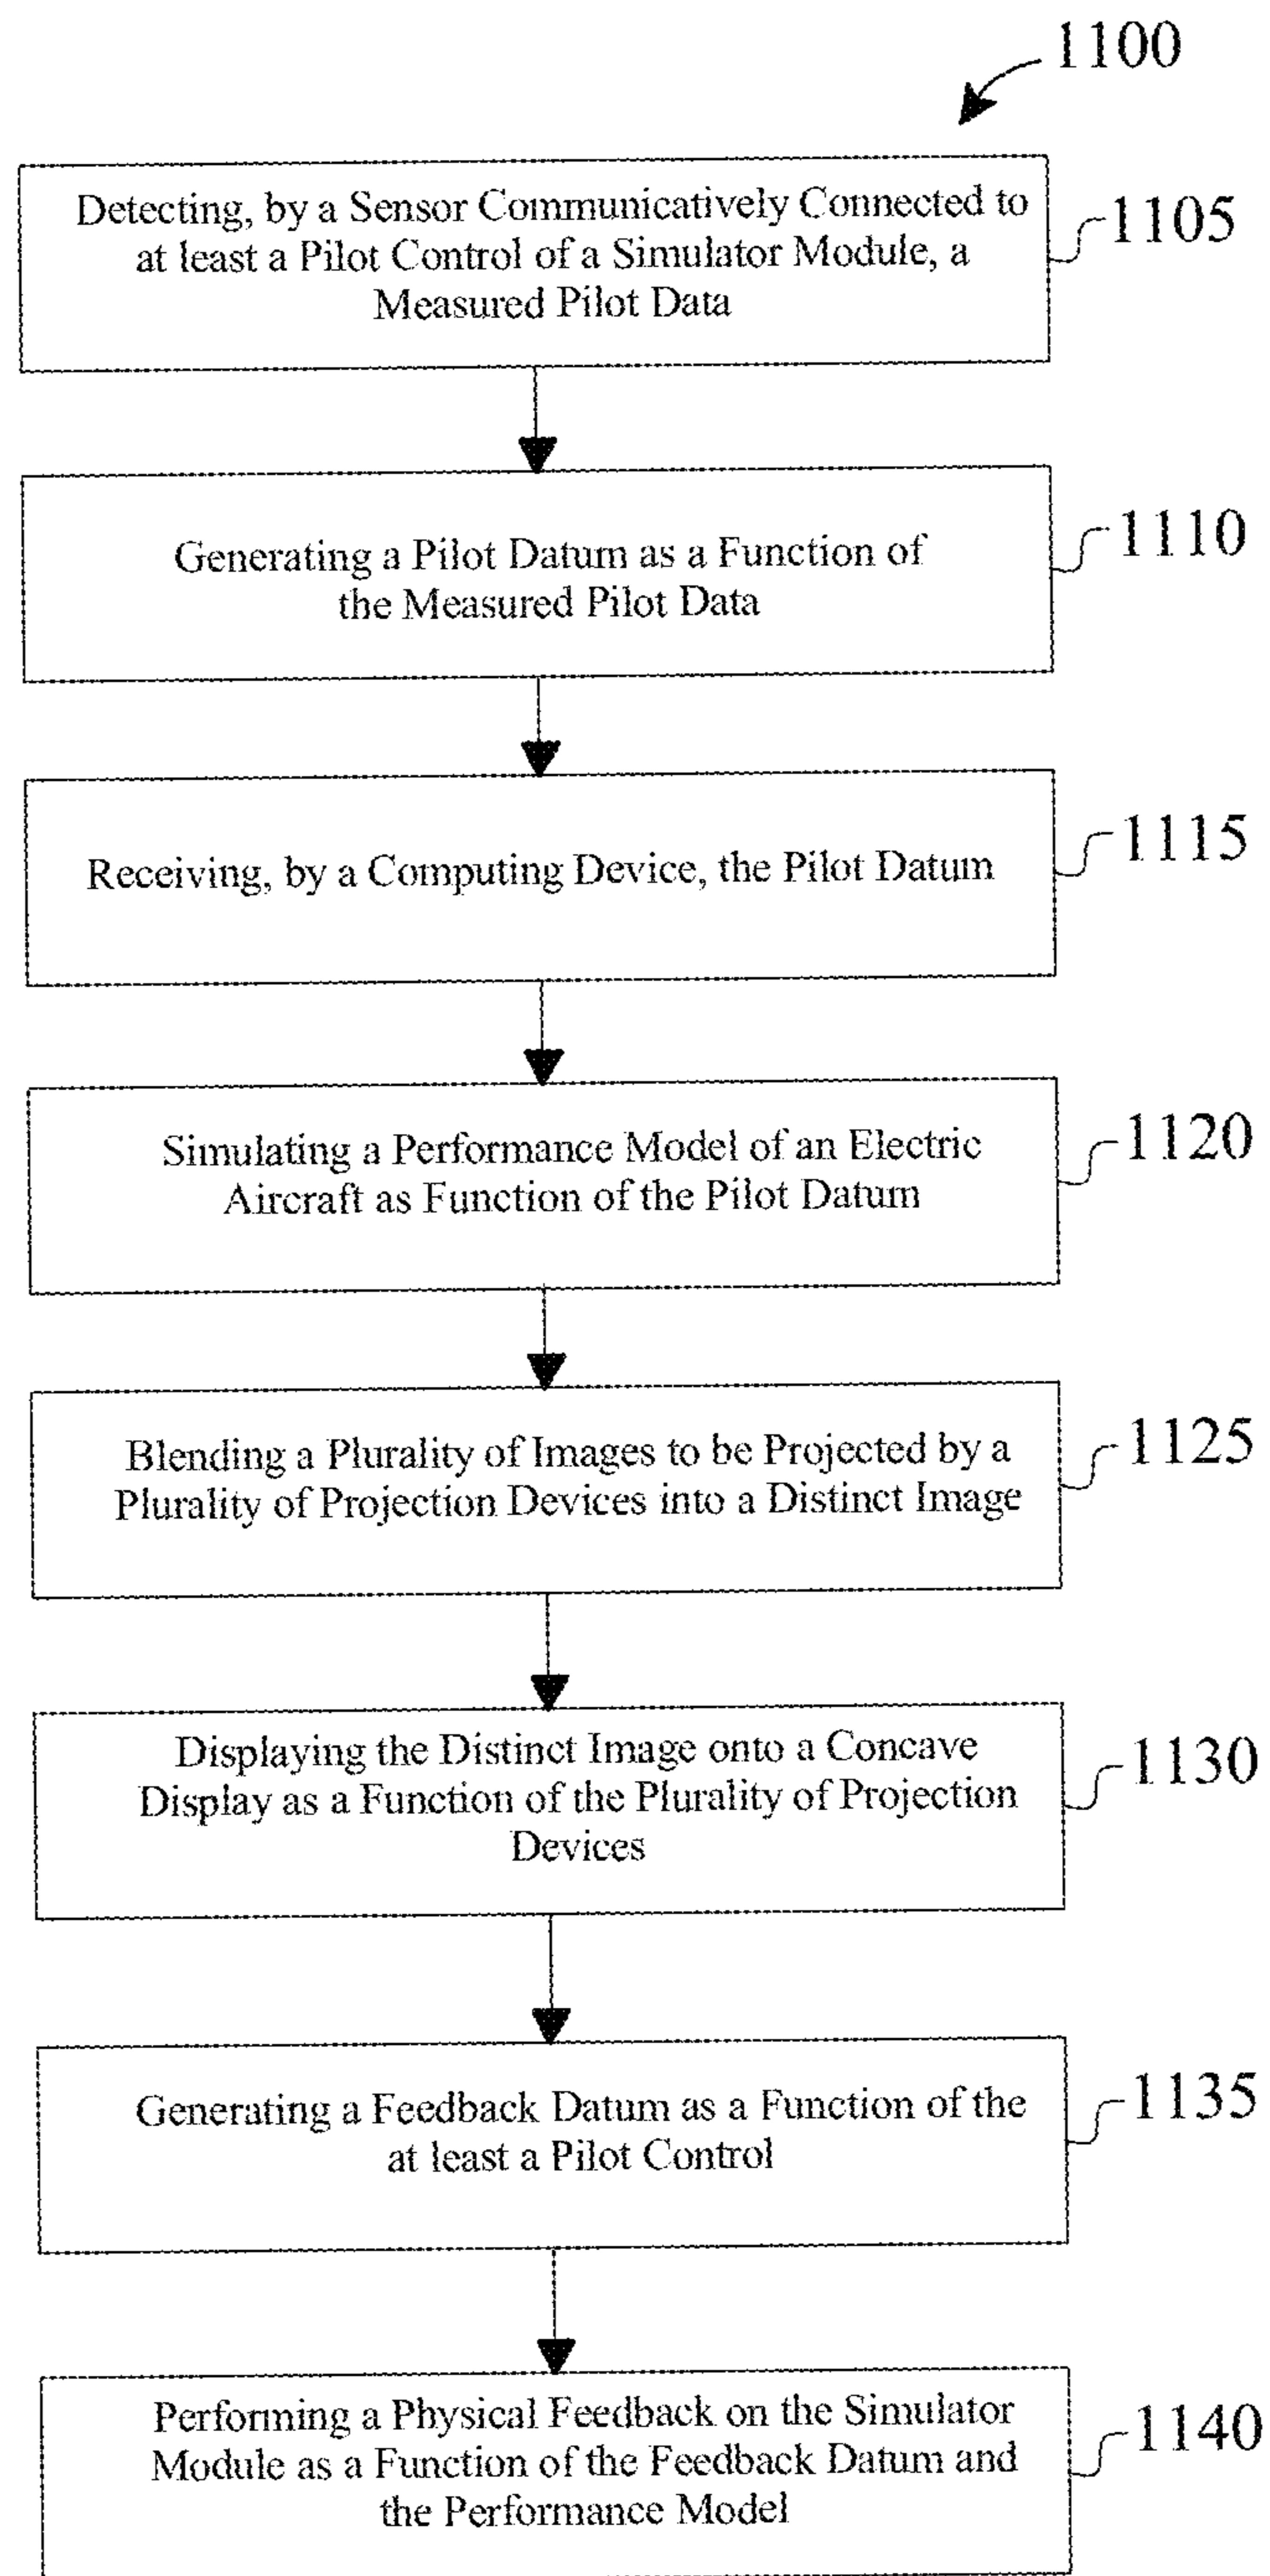 1100
Detecting, by a Sensor Communicatively Connected to
at least a Pilot Control of a Simulator Module, a
Measured Pilot Data
1105
Generating a Pilot Datum as a Function of
the Measured Pilot Data
1110
Receiving, by a Computing Device, the Pilot Datum
1115
Simulating a Performance Model of an Electric
Aircraft as Function of the Pilot Datum
1120
Blending a Plurality of Images to be Projected by a
Plurality of Projection Devices into a Distinct Image
1125
Displaying the Distinct Image onto a Concave
Display as a Function of the Plurality of Projection
Devices
1130
Generating a Feedback Datum as a Function of the
at least a Pilot Control
1135
Performing a Physical Feedback on the Simulator
Module as a Function of the Feedback Datum and
the Performance Model
1140